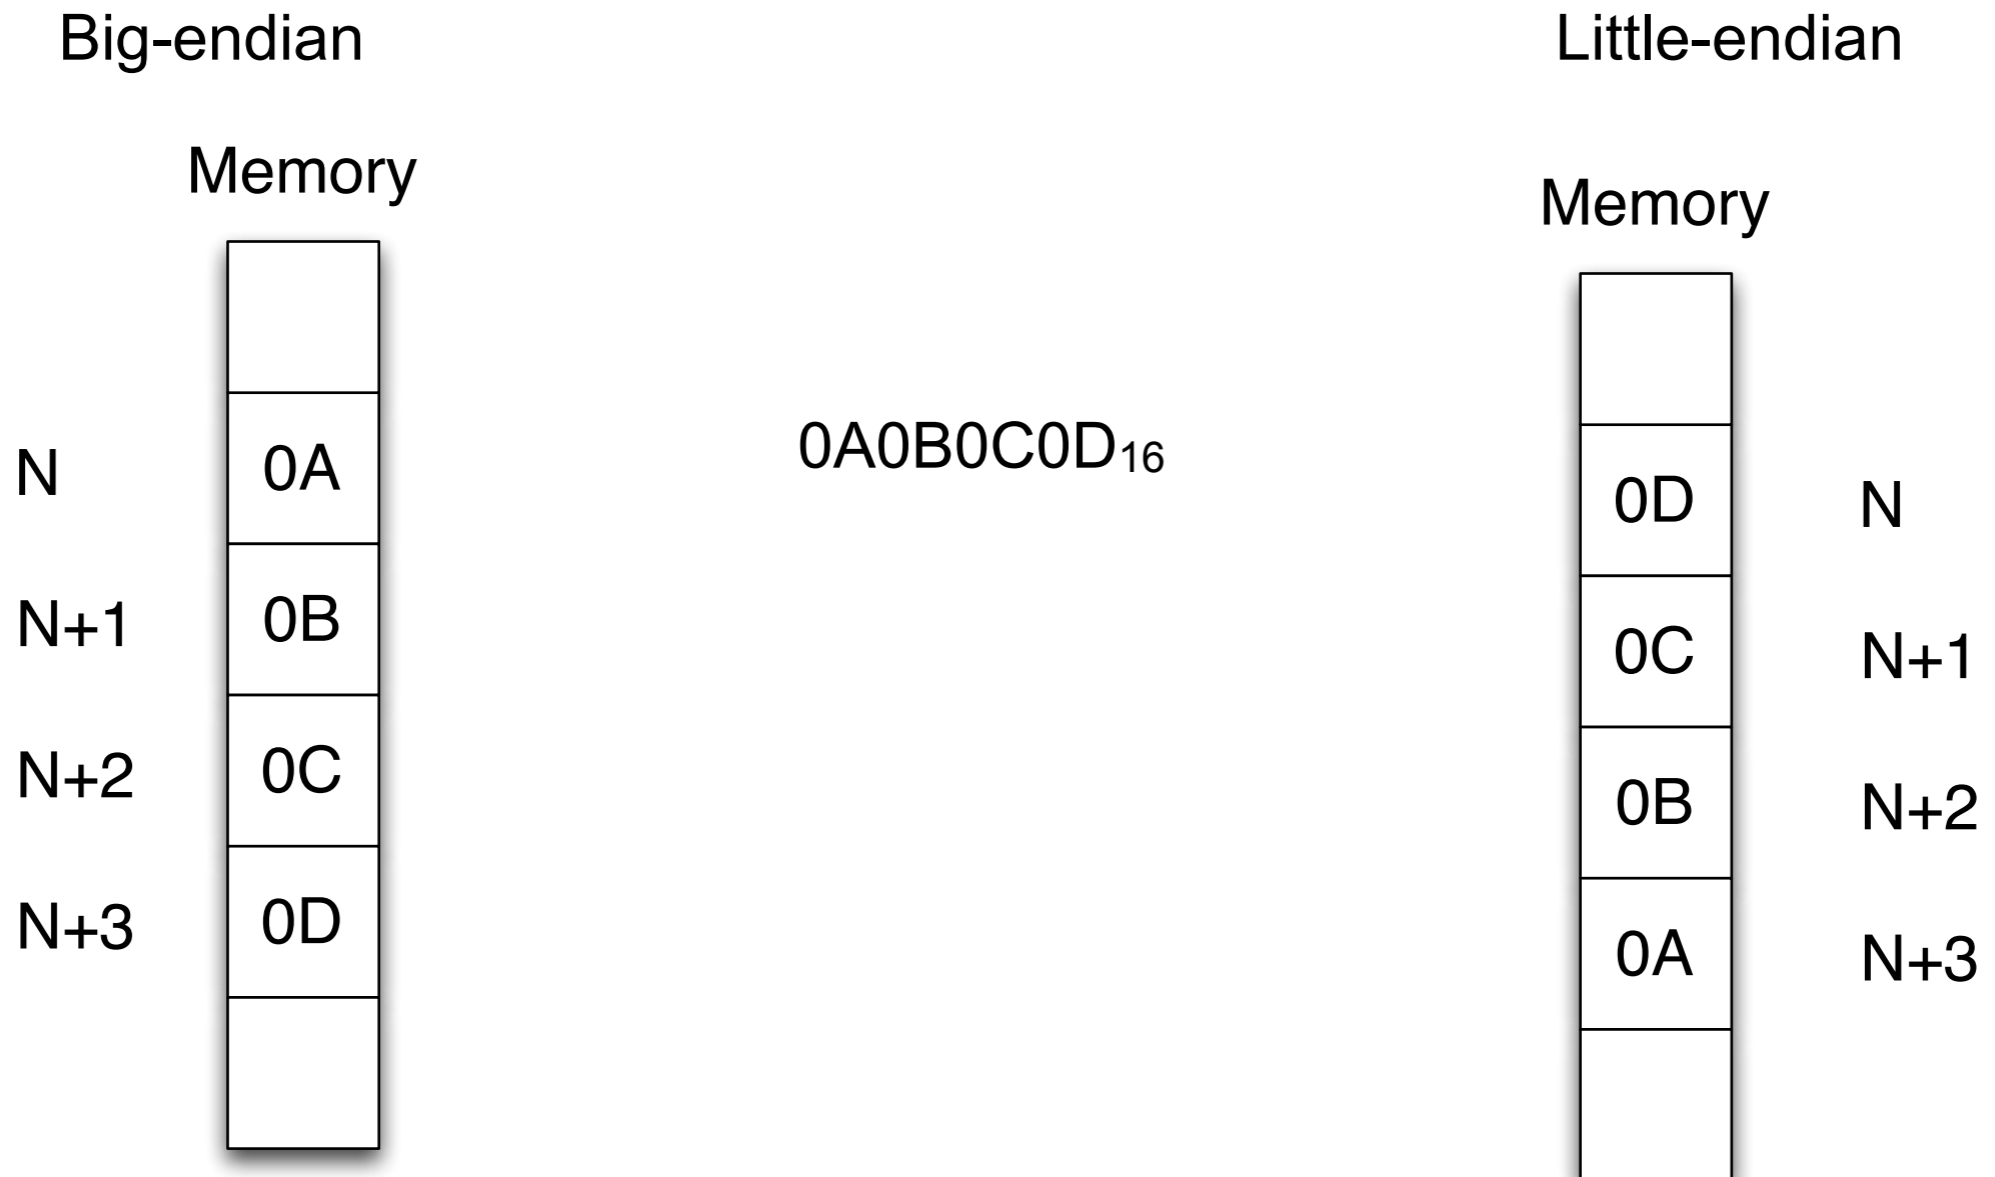 Big-endian
Little-endian
Memory
Memory
0A0B0C0D₁₆
N
0A
N+1
0B
N+2
0C
N+3
0D
0D
N
0C
N+1
0B
N+2
0A
N+3